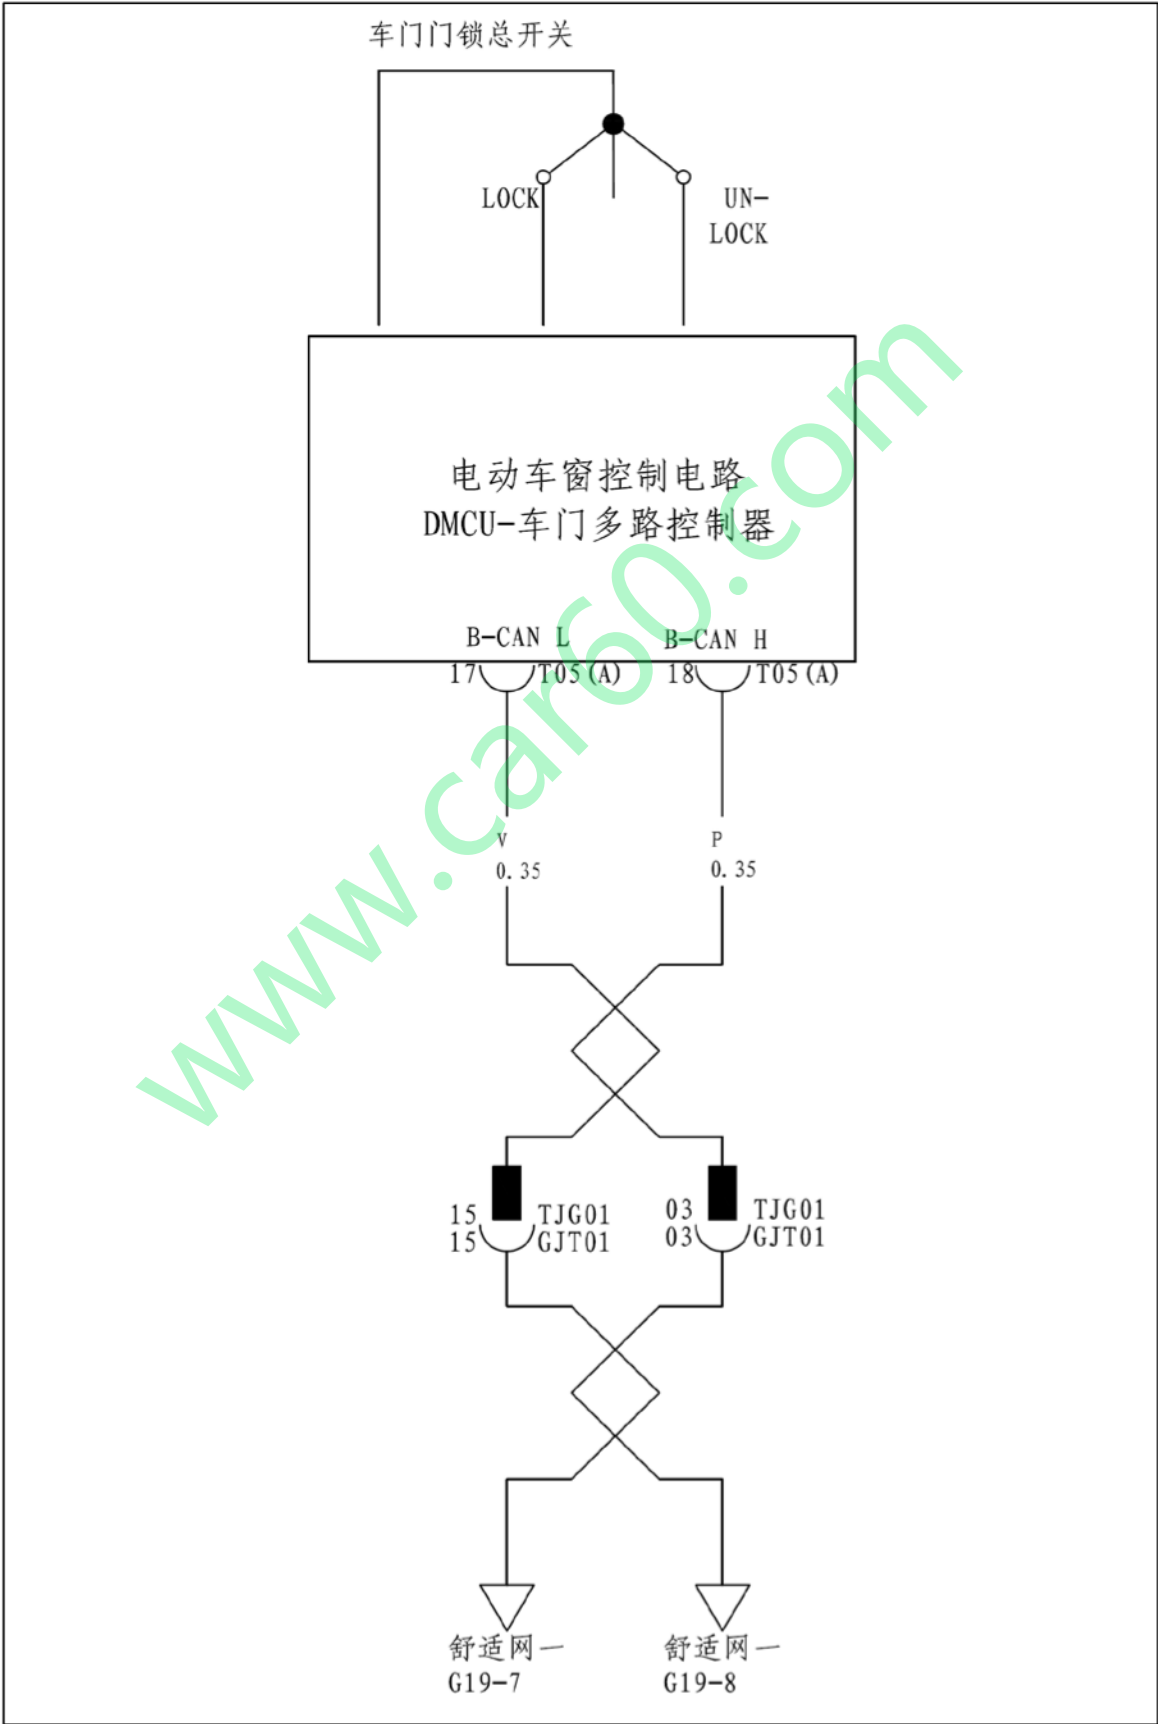 车门门锁总开关
LOCK
UN-
LOCK
电动车窗控制电路
DMCU-车门多路控制器
B-CAN L
B-CAN H
17 T05(A)
18 T05(A)
V
0.35
P
0.35
15 TJG01
15 GJT01
03 TJG01
03 GJT01
舒适网一
G19-7
舒适网一
G19-8
www.car60.com